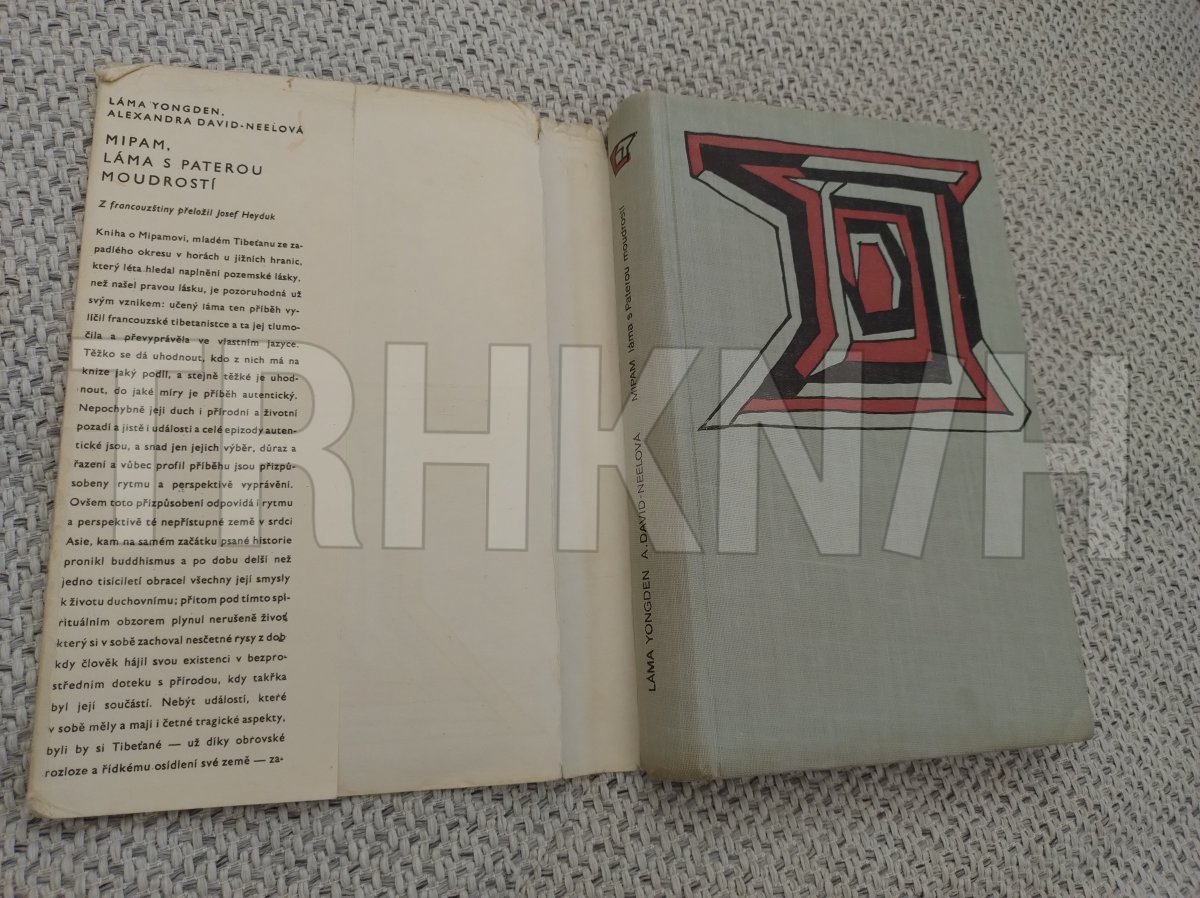 LÁMA YONGDEN,
ALEXANDRA DAVID-NEELOVÁ
MIPAM,
LÁMA S PATEROU
MOUDROSTÍ
Z francouzštiny přeložil Josef Heyduk
Kniha o Mipamovi, mladém Tibeťanu ze za-
padlého okresu v horách u jižních hranic,
který léta hledal naplnění pozemské lásky,
než našel pravou lásku, je pozoruhodná už
svým vznikem: učený láma ten příběh vy-
líčil francouzské tibetanistce a ta jej tlumo-
čila a převyprávěla ve vlastním jazyce.
Těžko se dá uhodnout, kdo z nich má na
knize jaký podíl, a stejně těžké je uhod-
nout, do jaké míry je příběh autentický.
Nepochybně její duch i přírodní a životní
pozadí a jistě i události a celé epizody auten-
tické jsou, a snad jen jejich výběr, důraz a
řazení a vůbec profil příběhu jsou přizpů-
sobeny rytmu a perspektivě vyprávění.
Ovšem toto přizpůsobení odpovídá i rytmu
a perspektivě té nepřístupné země v srdci
Asie, kam na samém začátku psané historie
pronikl buddhismus a po dobu delší než
jedno tisíciletí obracel všechny její smysly
k životu duchovnímu; přitom pod tímto spi-
rituálním obzorem plynul nerušeně život
který si v sobě zachoval nesčetné rysy z dob
kdy člověk hájil svou existenci v bezpro-
středním doteku s přírodou, kdy takřka
byl její součástí. Nebýt událostí, které
v sobě měly a mají i četné tragické aspekty,
byli by si Tibeťané — už díky obrovské
rozloze a řídkému osídlení své země — za-
LÁMA YONGDEN A. DAVID-NEELOVÁ MIPAM láma s Paterou moudrostí
TRHKNIH